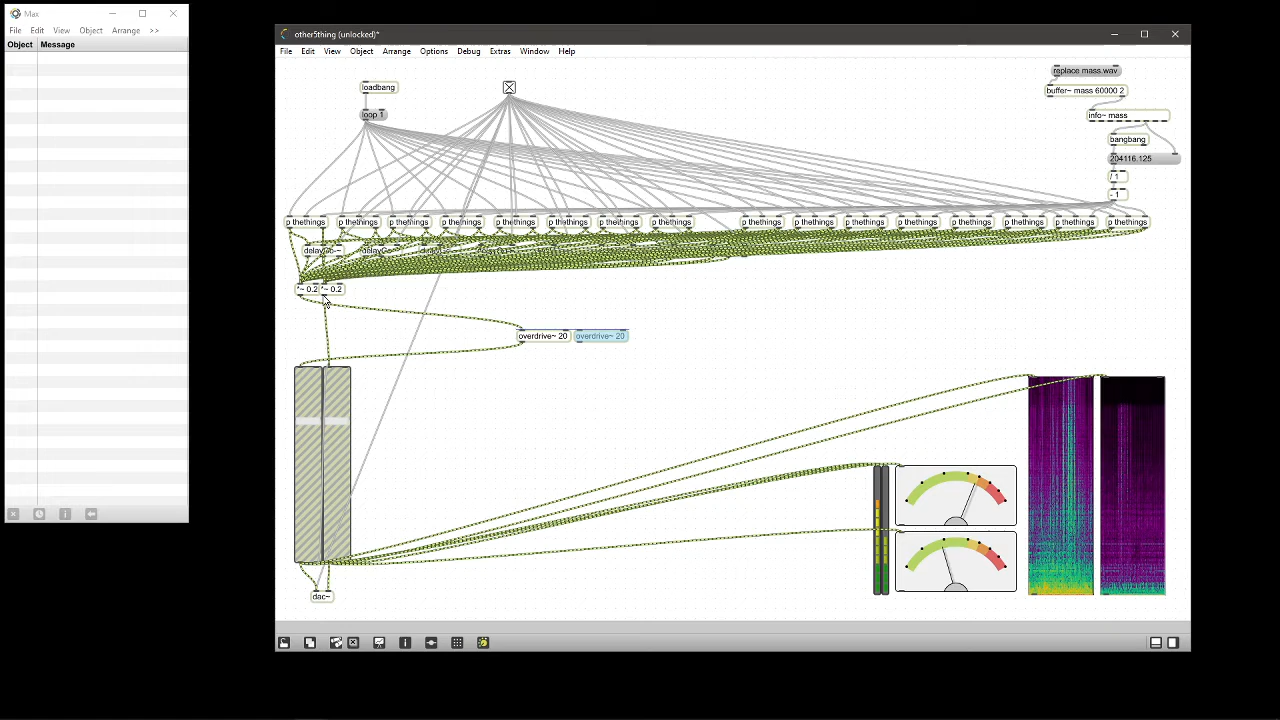 Max
File Edit View Object Arrange >>
Object Message
other5thing (unlocked)*
File Edit View Object Arrange Options Debug Extras Window Help
replace mass.wav
loadbang
buffer~ mass 60000 2
loop 1
info~ mass
bangbang
204116.125
/ 1
- 1
p thethings p thethings p thethings p thethings p thethings p thethings p thethings p thethings p thethings p thethings p thethings p thethings p thethings p thethings p thethings p thethings
*~ 0.2 *~ 0.2
overdrive~ 20 overdrive~ 20
dac~